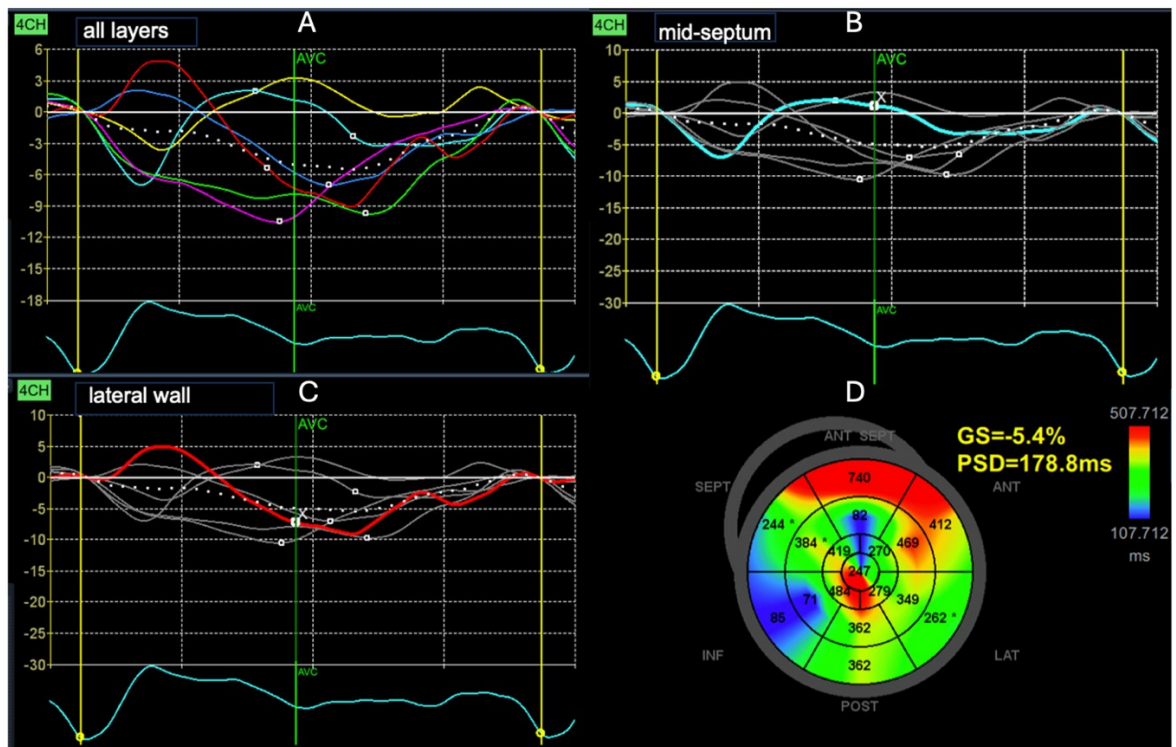 4CH
all layers
A
6
3
0
-3
-6
-9
-12
-15
-18
AVC
AVC
4CH
mid-septum
B
10
5
0
-5
-10
-15
-20
-25
-30
AVC
X
AVC
4CH
lateral wall
C
10
5
0
-5
-10
-15
-20
-25
-30
AVC
X
AVC
D
GS=-5.4%
PSD=178.8ms
507.712
107.712
ms
ANT SEPT
SEPT
ANT
740
244 *
82
412
384 *
419
270
469
247
71
484
279
349
85
262 *
362
362
INF
LAT
POST